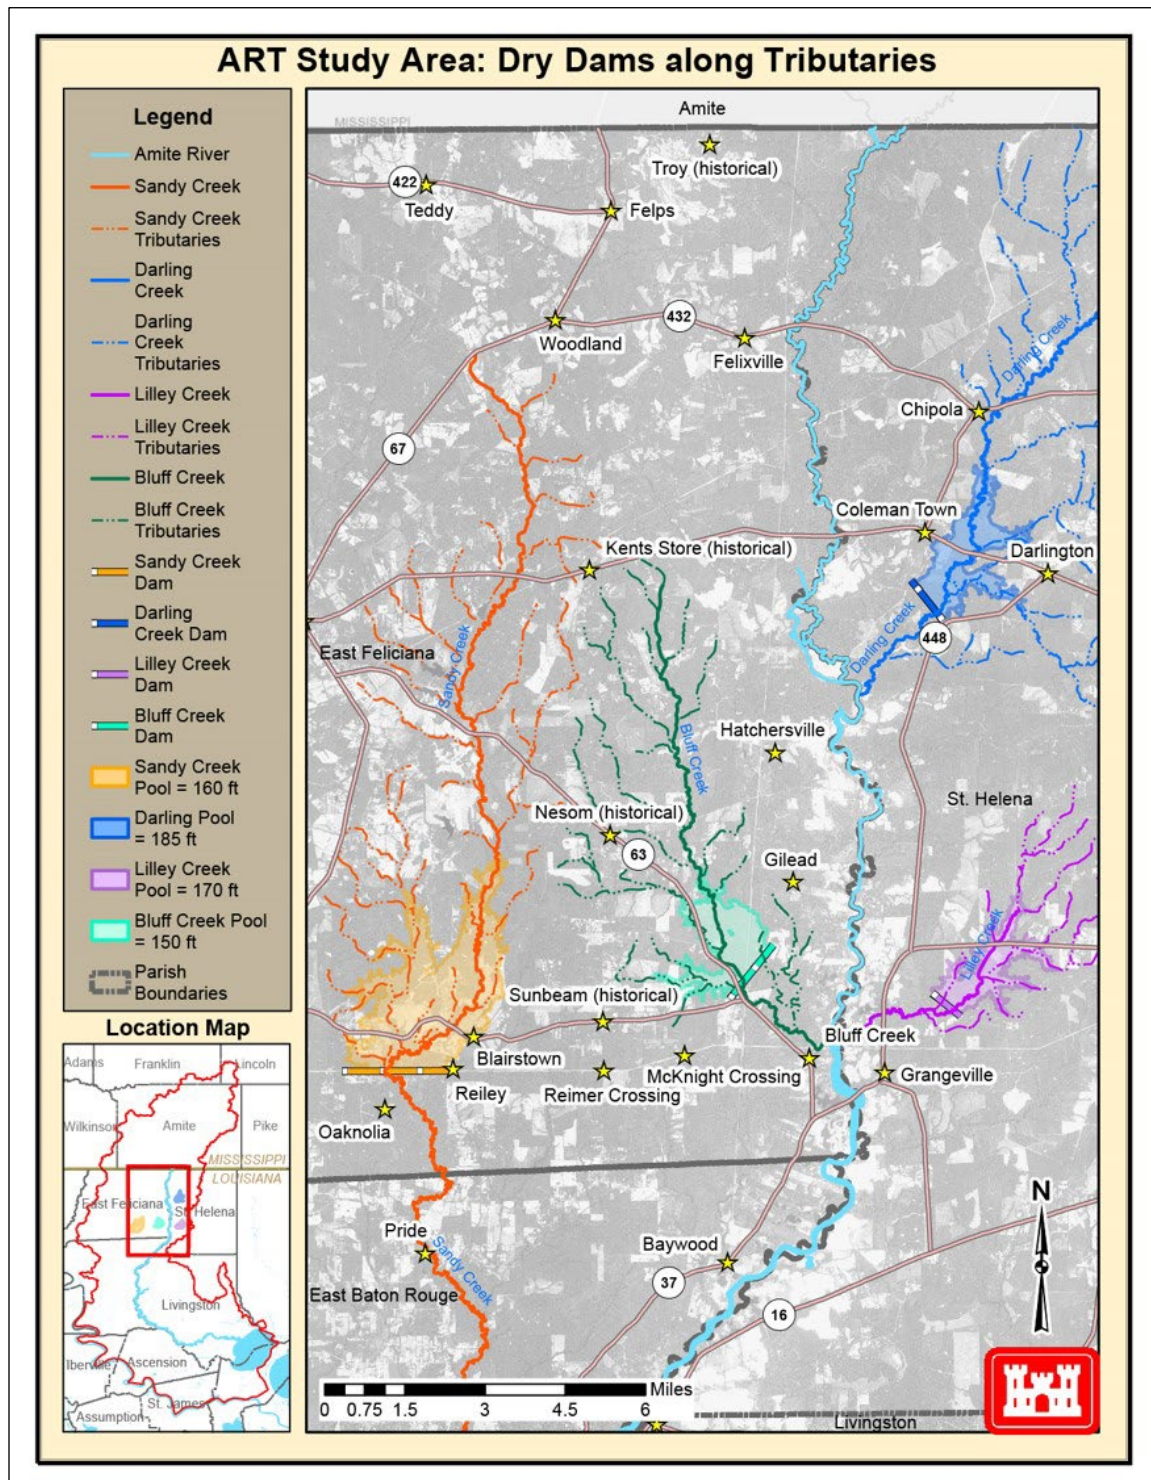 ART Study Area: Dry Dams along Tributaries
Legend
Amite River
Sandy Creek
Sandy Creek
Tributaries
Darling
Creek
Darling
Creek
Tributaries
Lilley Creek
Lilley Creek
Tributaries
Bluff Creek
Bluff Creek
Tributaries
Sandy Creek
Dam
Darling
Creek Dam
Lilley Creek
Dam
Bluff Creek
Dam
Sandy Creek
Pool = 160 ft
Darling Pool
= 185 ft
Lilley Creek
Pool = 170 ft
Bluff Creek Pool
= 150 ft
Parish
Boundaries
Location Map
Adams
Franklin
Lincoln
Wilkinson
Amite
Pike
MISSISSIPPI
LOUISIANA
East Feliciana
St. Helena
Livingston
Iberville
Ascension
St. James
Assumption
Amite
MISSISSIPPI
Troy (historical)
422
Teddy
Felps
432
Woodland
Felixville
Darling Creek
Chipola
67
Coleman Town
Kents Store (historical)
Darlington
Darling Creek
448
East Feliciana
Sandy Creek
Hatchersville
Bluff Creek
St. Helena
Nesom (historical)
63
Gilead
Lilley Creek
Sunbeam (historical)
Bluff Creek
Blairstown
McKnight Crossing
Grangeville
Reiley
Reimer Crossing
Oaknolia
N
Pride
Sandy Creek
Baywood
37
East Baton Rouge
16
Miles
0 0.75 1.5 3 4.5 6
Livingston